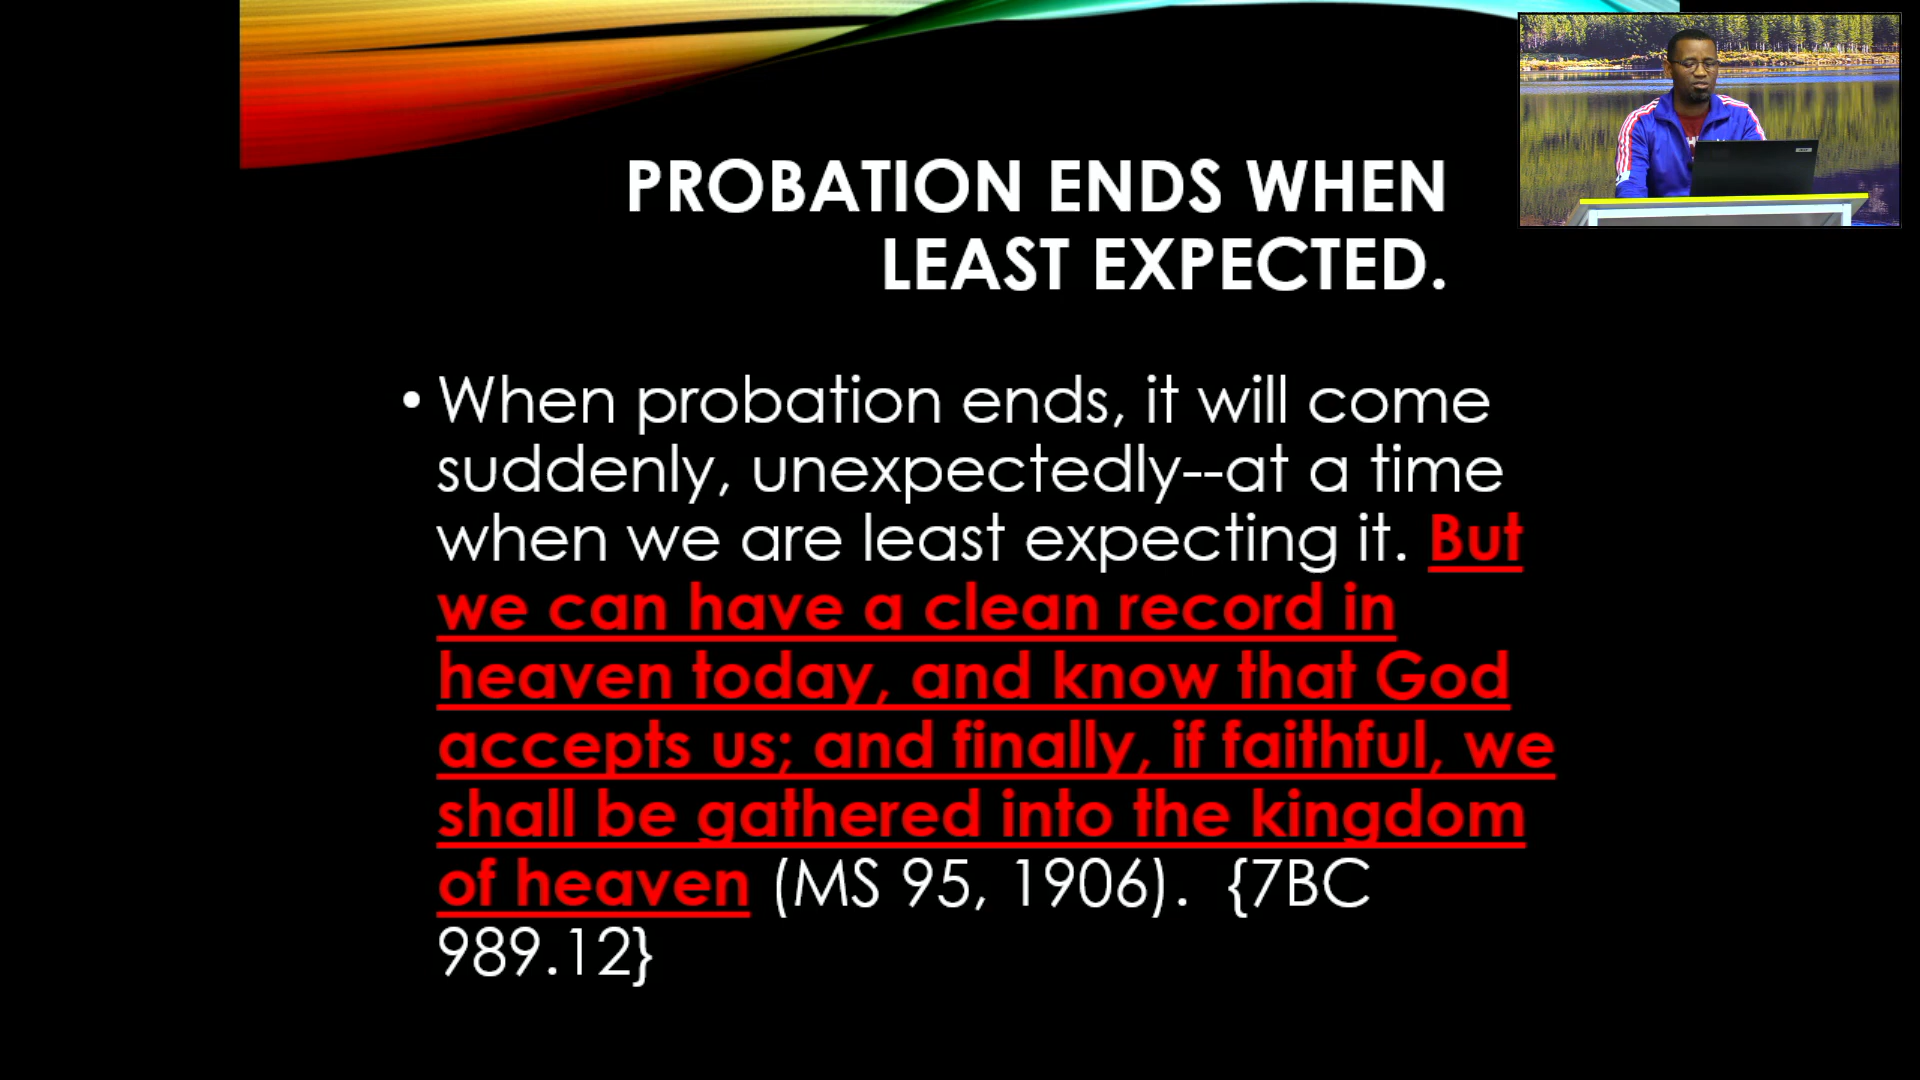 PROBATION ENDS WHEN
LEAST EXPECTED.
• When probation ends, it will come
suddenly, unexpectedly--at a time
when we are least expecting it. But
we can have a clean record in
heaven today, and know that God
accepts us; and finally, if faithful, we
shall be gathered into the kingdom
of heaven (MS 95, 1906).  {7BC
989.12}